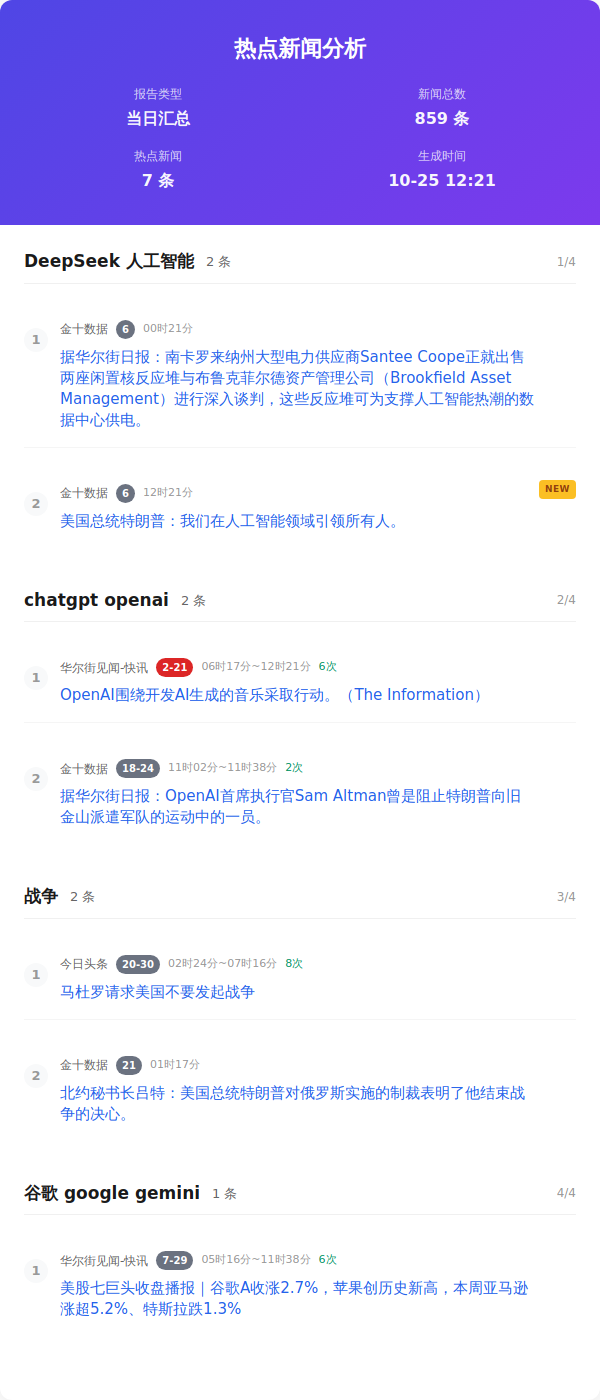 热点新闻分析
报告类型
当日汇总
新闻总数
859 条
热点新闻
7 条
生成时间
10-25 12:21
DeepSeek 人工智能 2 条 1/4
1 金十数据 6 00时21分
据华尔街日报：南卡罗来纳州大型电力供应商Santee Coope正就出售
两座闲置核反应堆与布鲁克菲尔德资产管理公司（Brookfield Asset
Management）进行深入谈判，这些反应堆可为支撑人工智能热潮的数
据中心供电。
2 金十数据 6 12时21分 NEW
美国总统特朗普：我们在人工智能领域引领所有人。
chatgpt openai 2 条 2/4
1 华尔街见闻-快讯 2-21 06时17分~12时21分 6次
OpenAI围绕开发AI生成的音乐采取行动。（The Information）
2 金十数据 18-24 11时02分~11时38分 2次
据华尔街日报：OpenAI首席执行官Sam Altman曾是阻止特朗普向旧
金山派遣军队的运动中的一员。
战争 2 条 3/4
1 今日头条 20-30 02时24分~07时16分 8次
马杜罗请求美国不要发起战争
2 金十数据 21 01时17分
北约秘书长吕特：美国总统特朗普对俄罗斯实施的制裁表明了他结束战
争的决心。
谷歌 google gemini 1 条 4/4
1 华尔街见闻-快讯 7-29 05时16分~11时38分 6次
美股七巨头收盘播报｜谷歌A收涨2.7%，苹果创历史新高，本周亚马逊
涨超5.2%、特斯拉跌1.3%